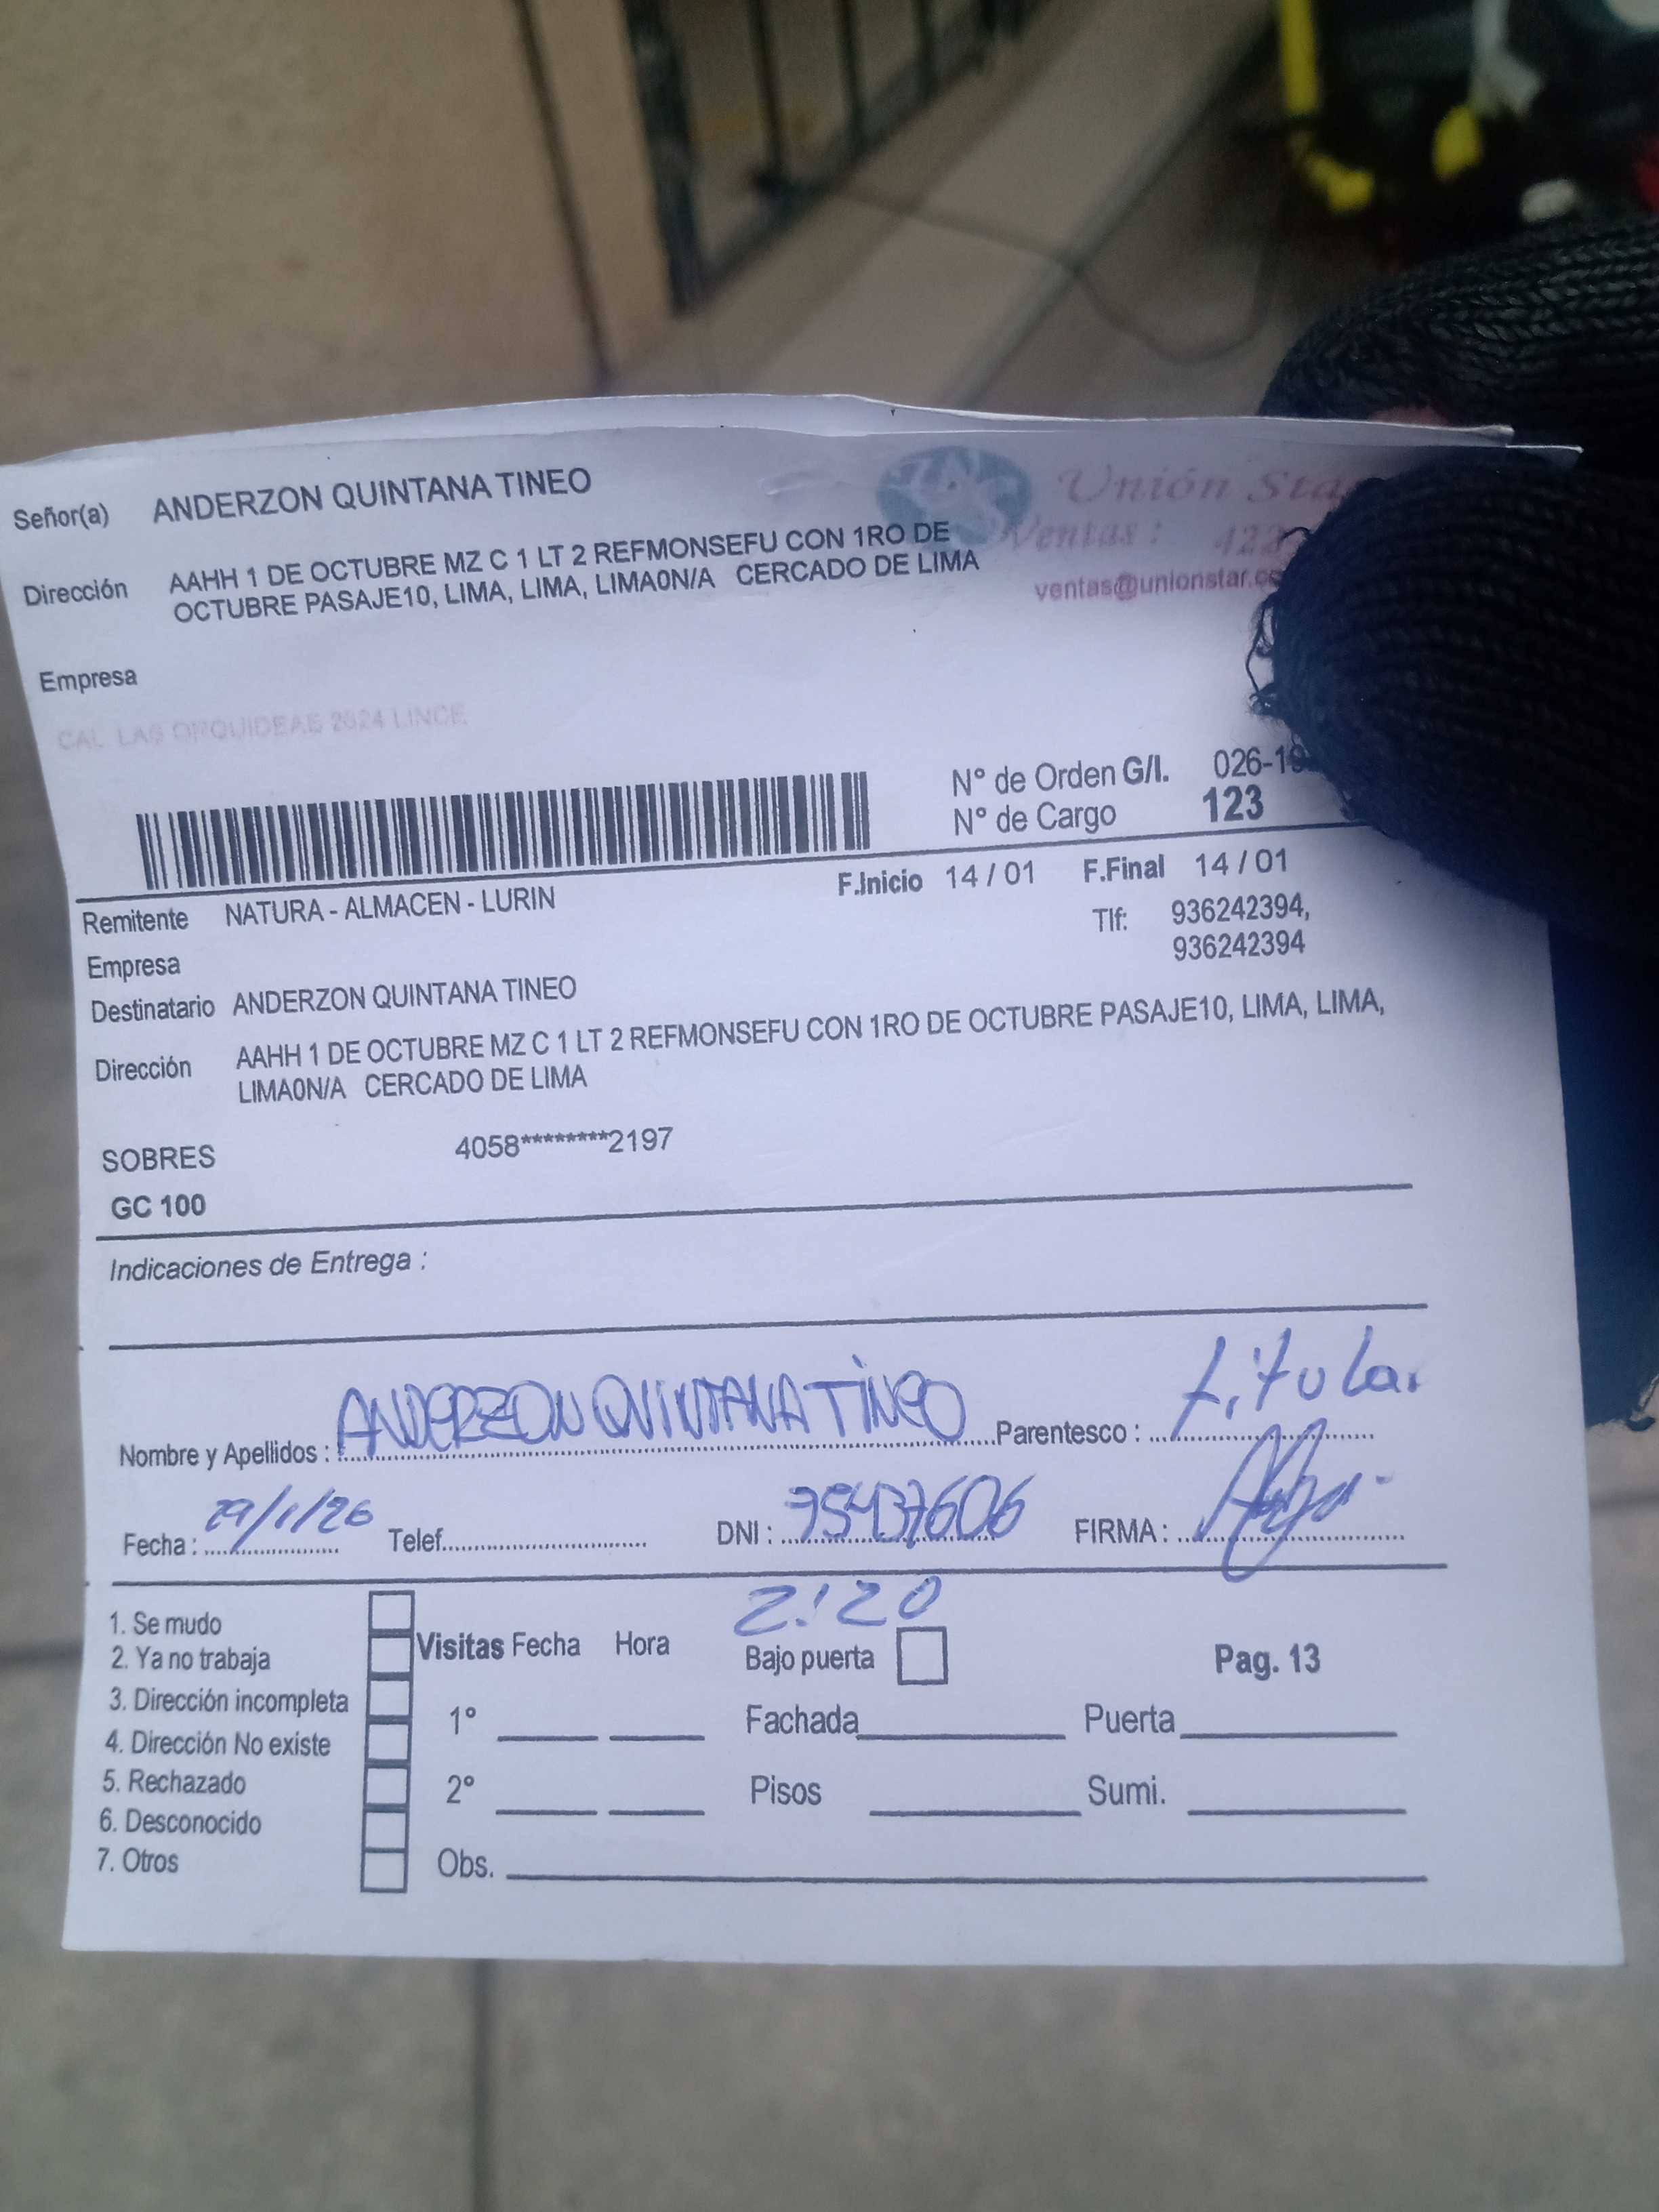 Señor(a) ANDERZON QUINTANA TINEO
Unión Sta
Ventas :
ventas@unionstar.co
Dirección AAHH 1 DE OCTUBRE MZ C 1 LT 2 REFMONSEFU CON 1RO DE
OCTUBRE PASAJE10, LIMA, LIMA, LIMA0N/A CERCADO DE LIMA
Empresa
CAL LAS ORQUIDEAS 2624 LINCE
N° de Orden G/I. 026-19
N° de Cargo 123
F.Inicio 14 / 01 F.Final 14 / 01
Remitente NATURA - ALMACEN - LURIN
Tlf: 936242394,
936242394
Empresa
Destinatario ANDERZON QUINTANA TINEO
Dirección AAHH 1 DE OCTUBRE MZ C 1 LT 2 REFMONSEFU CON 1RO DE OCTUBRE PASAJE10, LIMA, LIMA,
LIMA0N/A CERCADO DE LIMA
SOBRES 4058********2197
GC 100
Indicaciones de Entrega :
Nombre y Apellidos : ANDERZON QUINTANA TINEO Parentesco : titular
Fecha : Telef. DNI : FIRMA :
2:20
1. Se mudo
2. Ya no trabaja
3. Dirección incompleta
4. Dirección No existe
5. Rechazado
6. Desconocido
7. Otros
Visitas Fecha Hora
1°
2°
Obs.
Bajo puerta
Fachada
Pisos
Pag. 13
Puerta
Sumi.